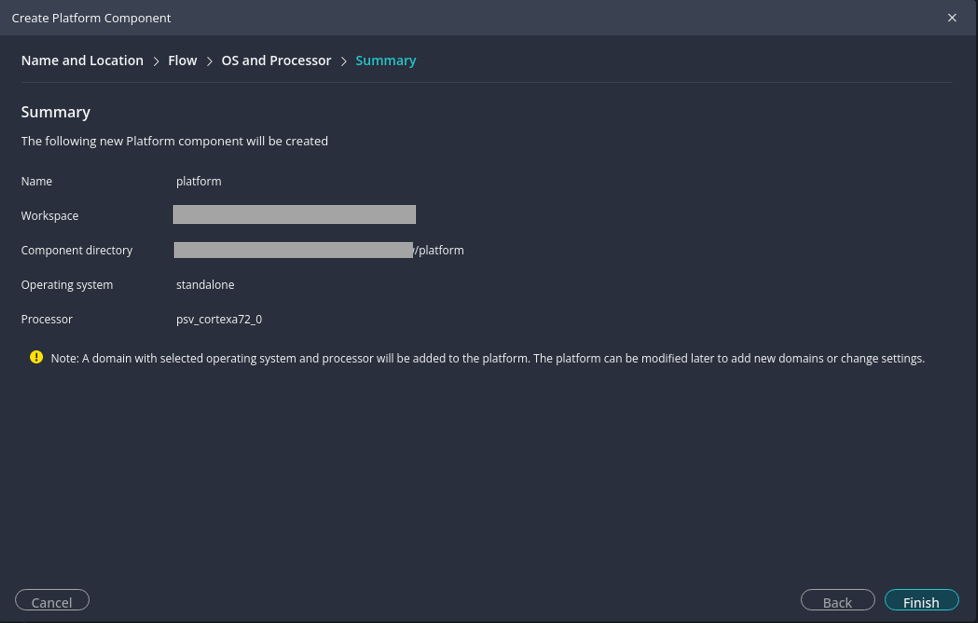 Create Platform Component
Name and Location > Flow > OS and Processor > Summary
Summary
The following new Platform component will be created
Name platform
Workspace
Component directory /platform
Operating system standalone
Processor psv_cortexa72_0
Note: A domain with selected operating system and processor will be added to the platform. The platform can be modified later to add new domains or change settings.
Cancel Back Finish